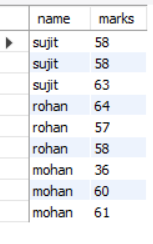 name marks
sujit 58
sujit 58
sujit 63
rohan 64
rohan 57
rohan 58
mohan 36
mohan 60
mohan 61